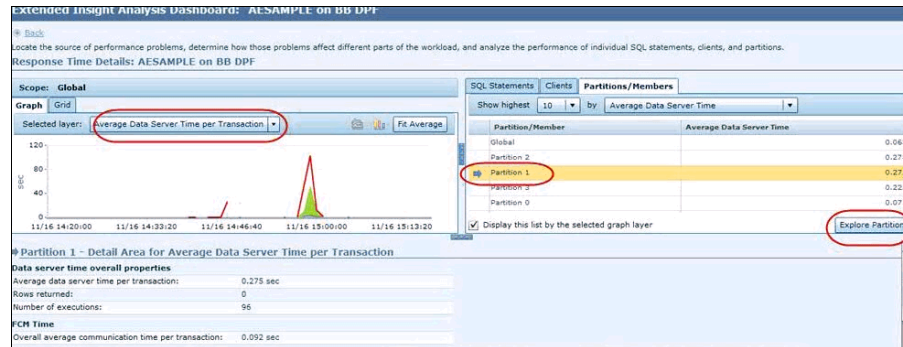 Extended Insight Analysis Dashboard: AESAMPLE on BB DPF
Back
Locate the source of performance problems, determine how those problems affect different parts of the workload, and analyze the performance of individual SQL statements, clients, and partitions.
Response Time Details: AESAMPLE on BB DPF
Scope: Global
Graph Grid
Selected layer: Average Data Server Time per Transaction Fit Average
120
80
sec
40
0
11/16 14:20:00 11/16 14:33:20 11/16 14:46:40 11/16 15:00:00 11/16 15:13:20
SQL Statements Clients Partitions/Members
Show highest 10 by Average Data Server Time
Partition/Member Average Data Server Time
Global 0.06
Partition 2 0.27
Partition 1 0.27
Partition 3 0.22
Partition 0 0.07
Display this list by the selected graph layer Explore Partition
Partition 1 - Detail Area for Average Data Server Time per Transaction
Data server time overall properties
Average data server time per transaction: 0.275 sec
Rows returned: 0
Number of executions: 96
FCM Time
Overall average communication time per transaction: 0.092 sec